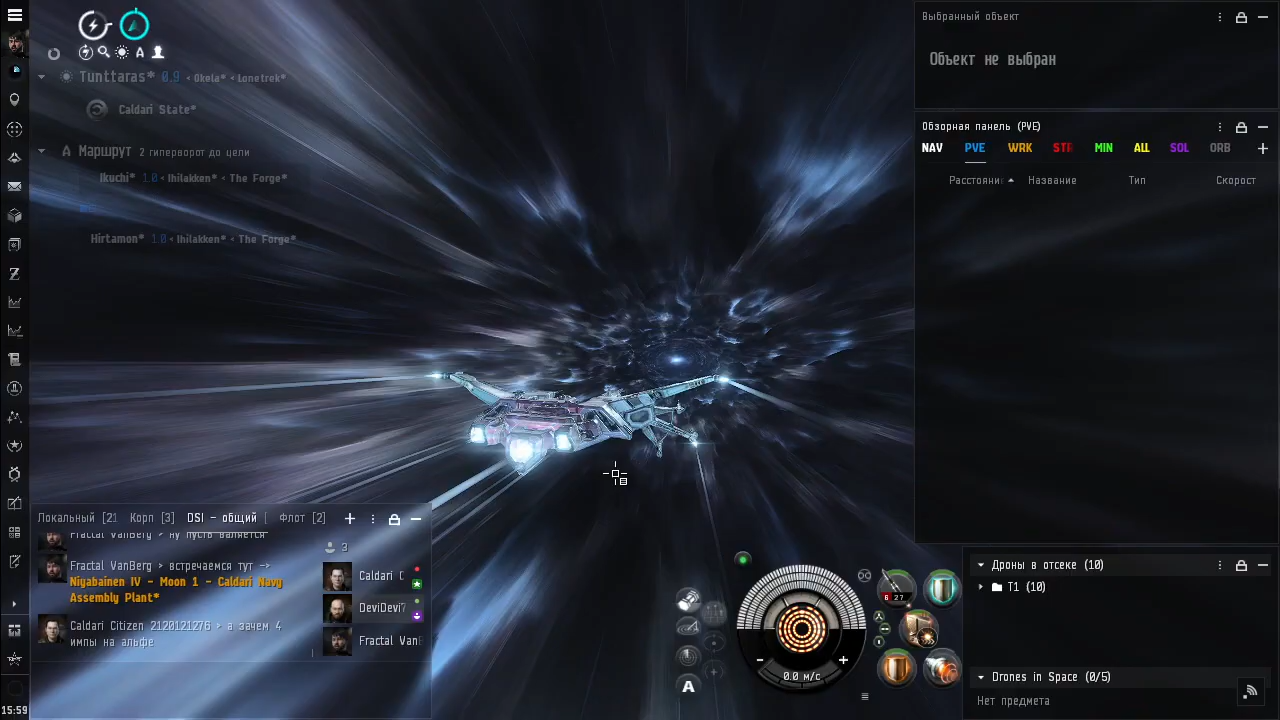 Tunttaras* 0.9 < Okela* < Lonetrek*
Caldari State*
Маршрут 2 гиперворот до цели
Ikuchi* 1.0 < Ihilakken* < The Forge*
Hirtamon* 1.0 < Ihilakken* < The Forge*
Выбранный объект
Объект не выбран
Обзорная панель (PVE)
NAV PVE WRK STR MIN ALL SOL ORB
Расстояни Название Тип Скорост
Локальный [21 Корп [3] DSI - общий [ Флот [2]
Fractal VanBerg > ну пусть валяется
Fractal VanBerg > встречаемся тут ->
Niyabainen IV - Moon 1 - Caldari Navy
Assembly Plant*
Caldari Citizen 2120121276 > а зачем 4
импы на альфе
3
Caldari C
DeviDevi
Fractal Van
6 27
0.0 м/с
A
Дроны в отсеке (10)
T1 (10)
Drones in Space (0/5)
Нет предмета
15:59